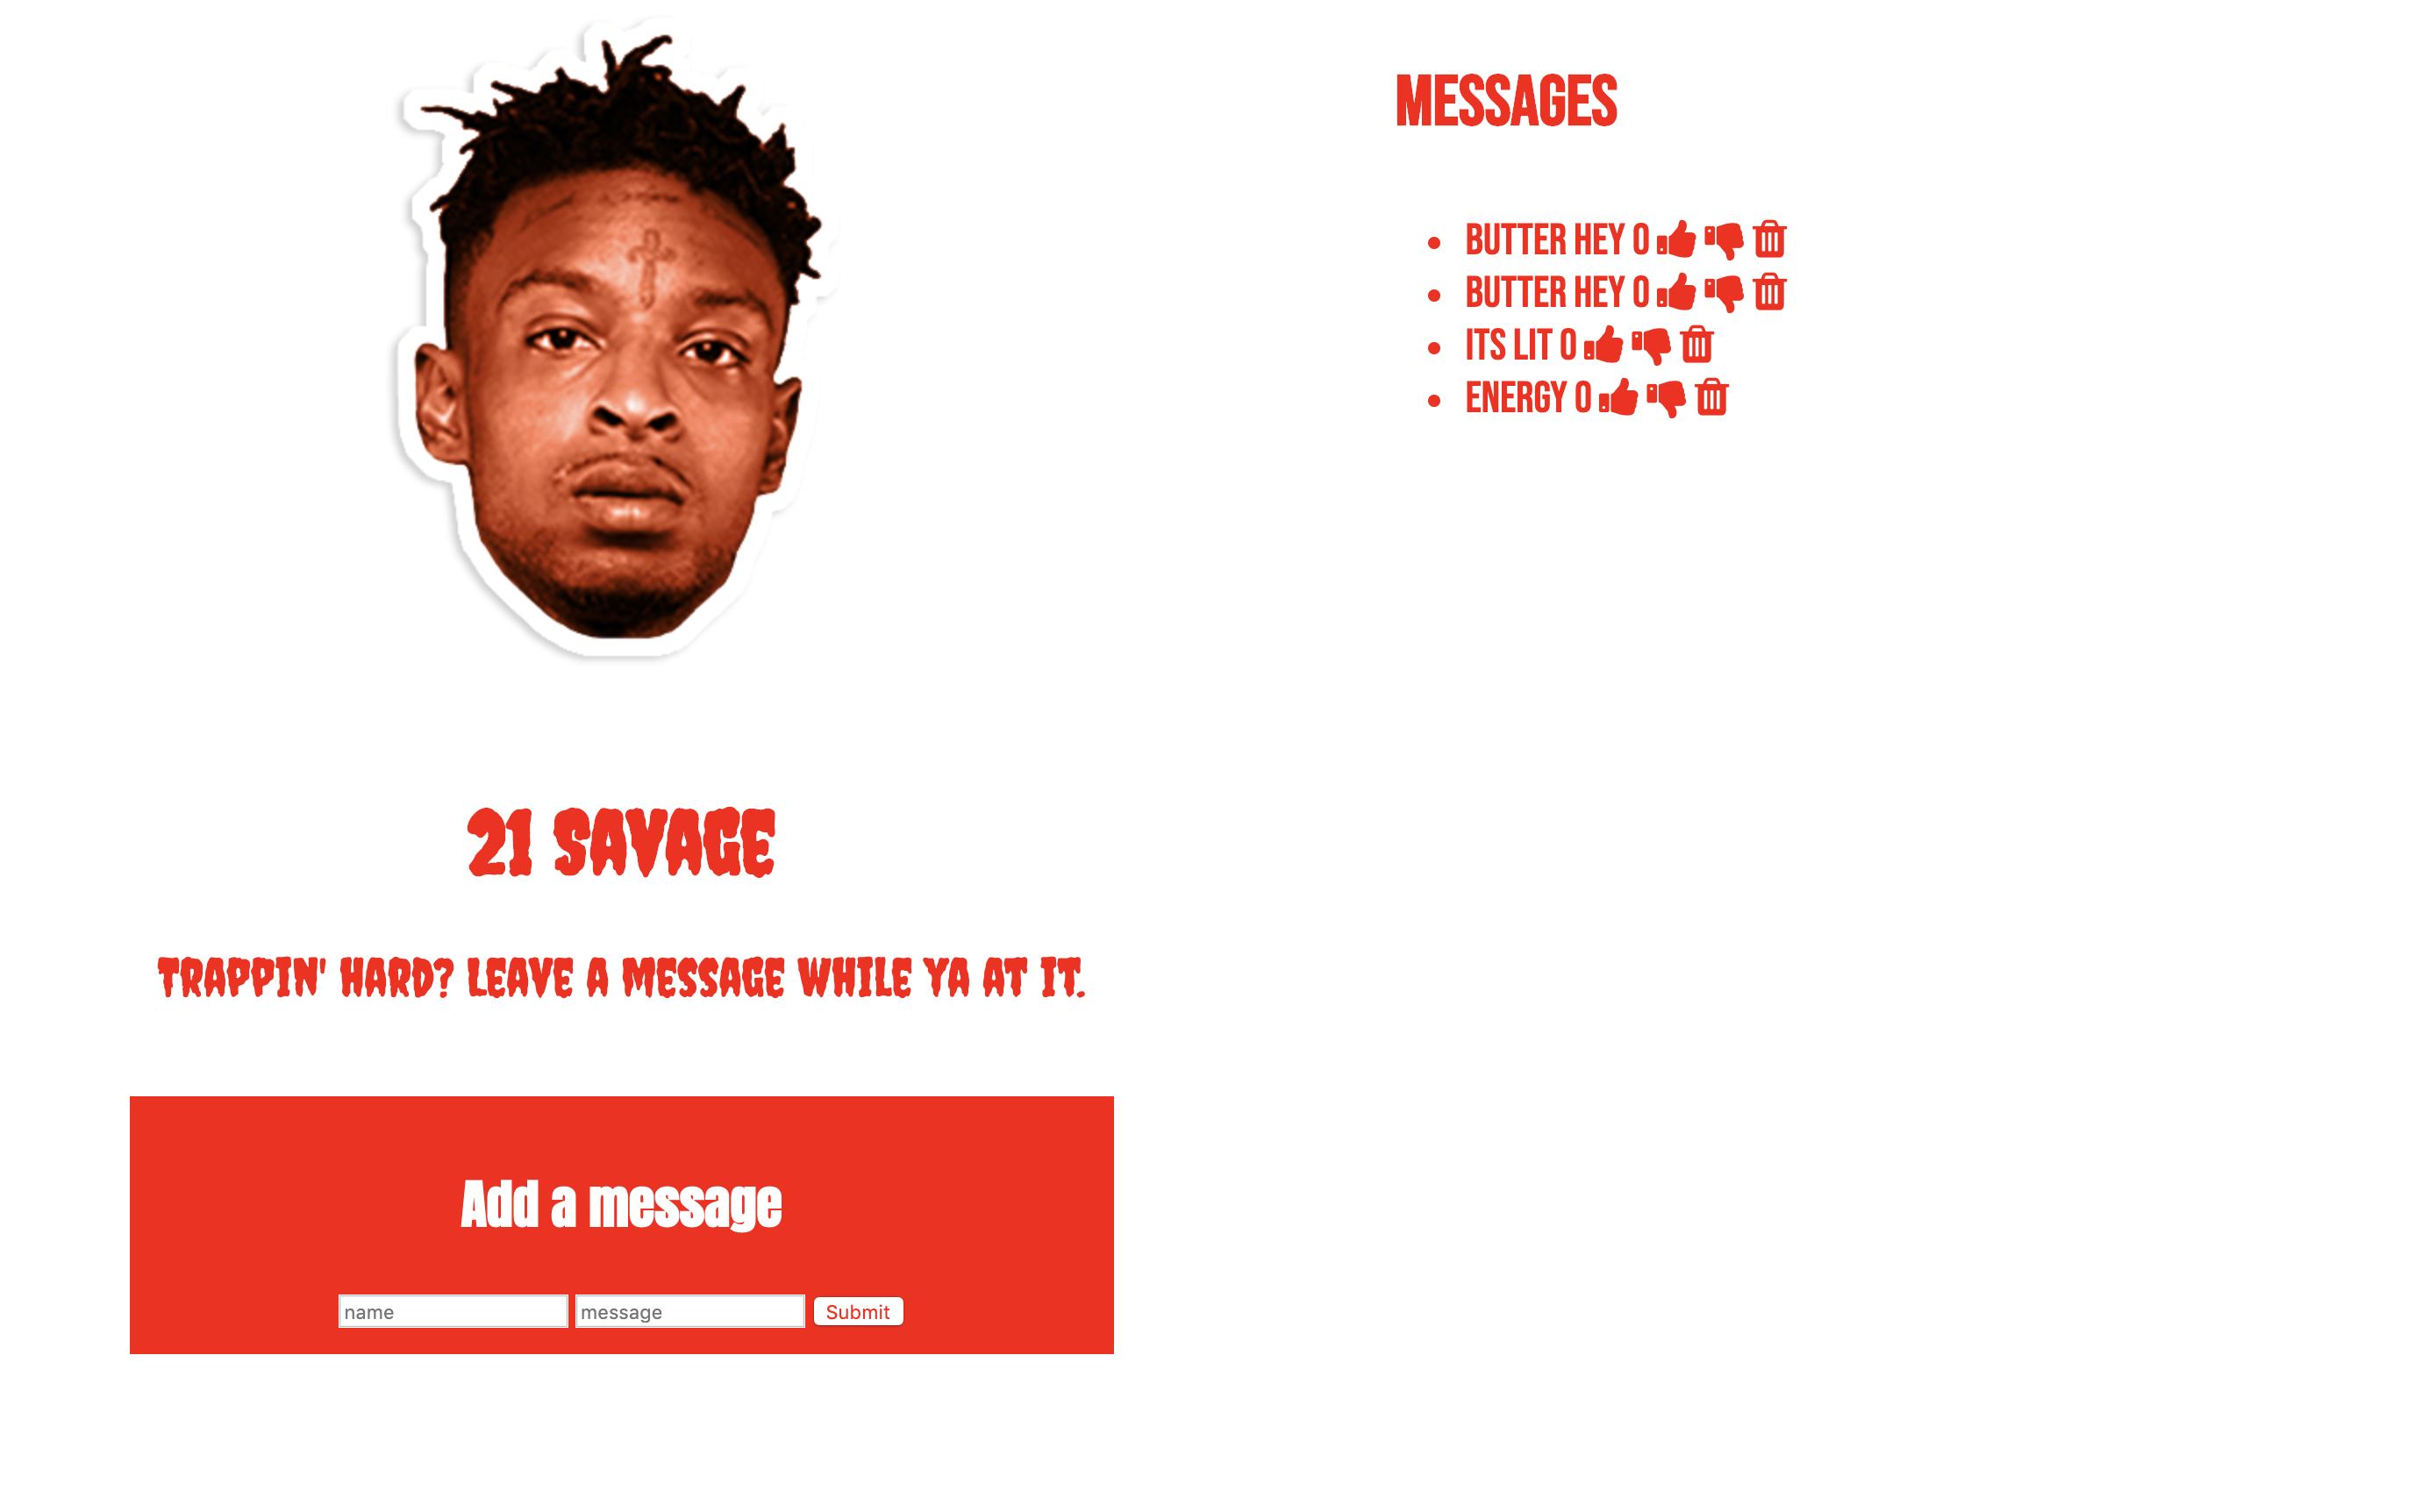 MESSAGES
BUTTER HEY 0
BUTTER HEY 0
ITS LIT 0
ENERGY 0
21 SAVAGE
TRAPPIN' HARD? LEAVE A MESSAGE WHILE YA AT IT.
Add a message
name message Submit